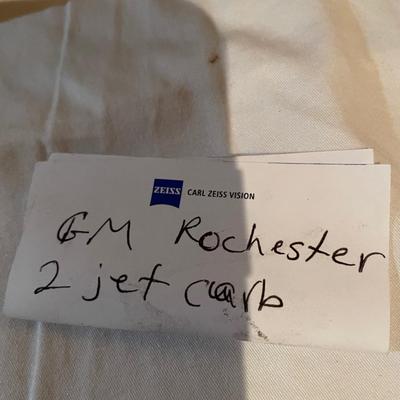 ZEISS CARL ZEISS VISION
GM Rochester
2 jet carb